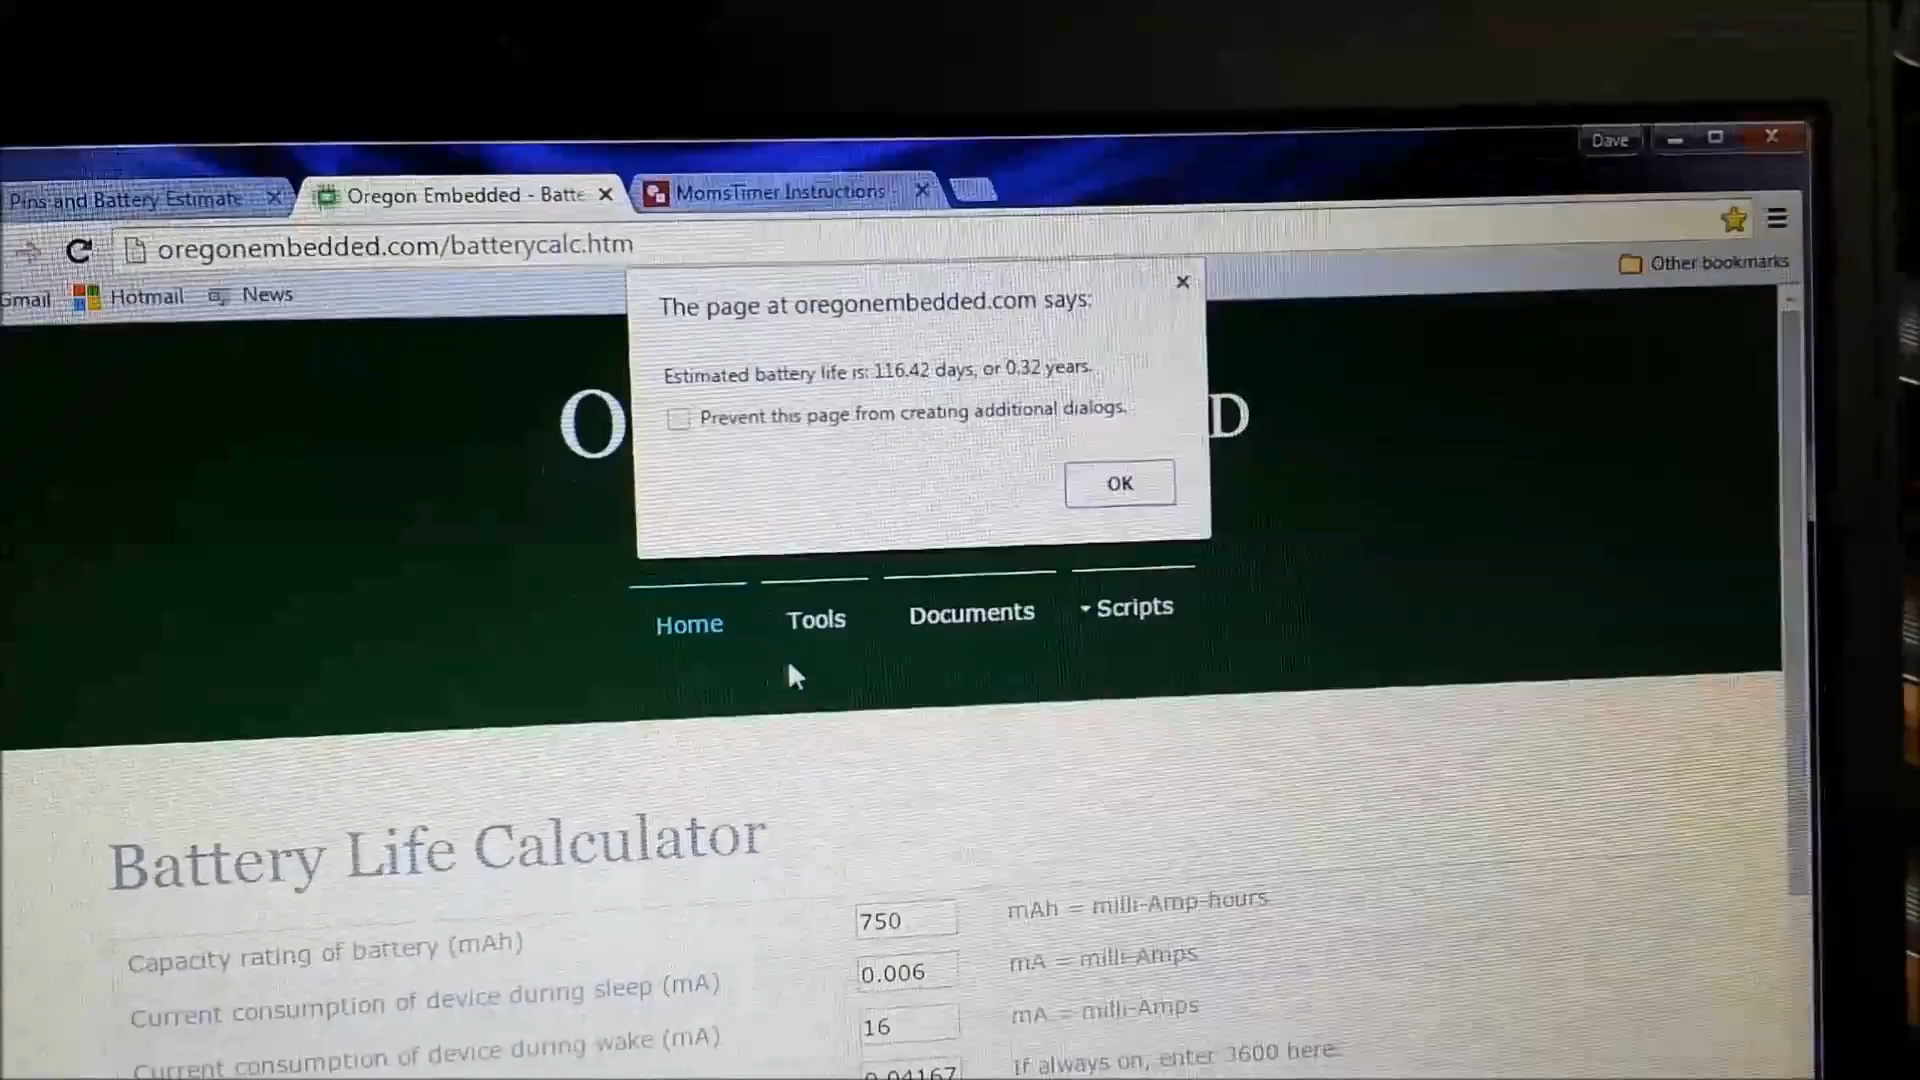 Dave
Pins and Battery Estimate
Oregon Embedded - Batte
MomsTimer Instructions -
oregonembedded.com/batterycalc.htm
Other bookmarks
Gmail
Hotmail
News
The page at oregonembedded.com says:
Estimated battery life is: 116.42 days, or 0.32 years.
Prevent this page from creating additional dialogs.
OK
O
D
Home
Tools
Documents
Scripts
Battery Life Calculator
Capacity rating of battery (mAh) 750 mAh = milli-Amp-hours
Current consumption of device during sleep (mA) 0.006 mA = milli-Amps
Current consumption of device during wake (mA) 16 mA = milli-Amps
0.04167 If always on, enter 3600 here.